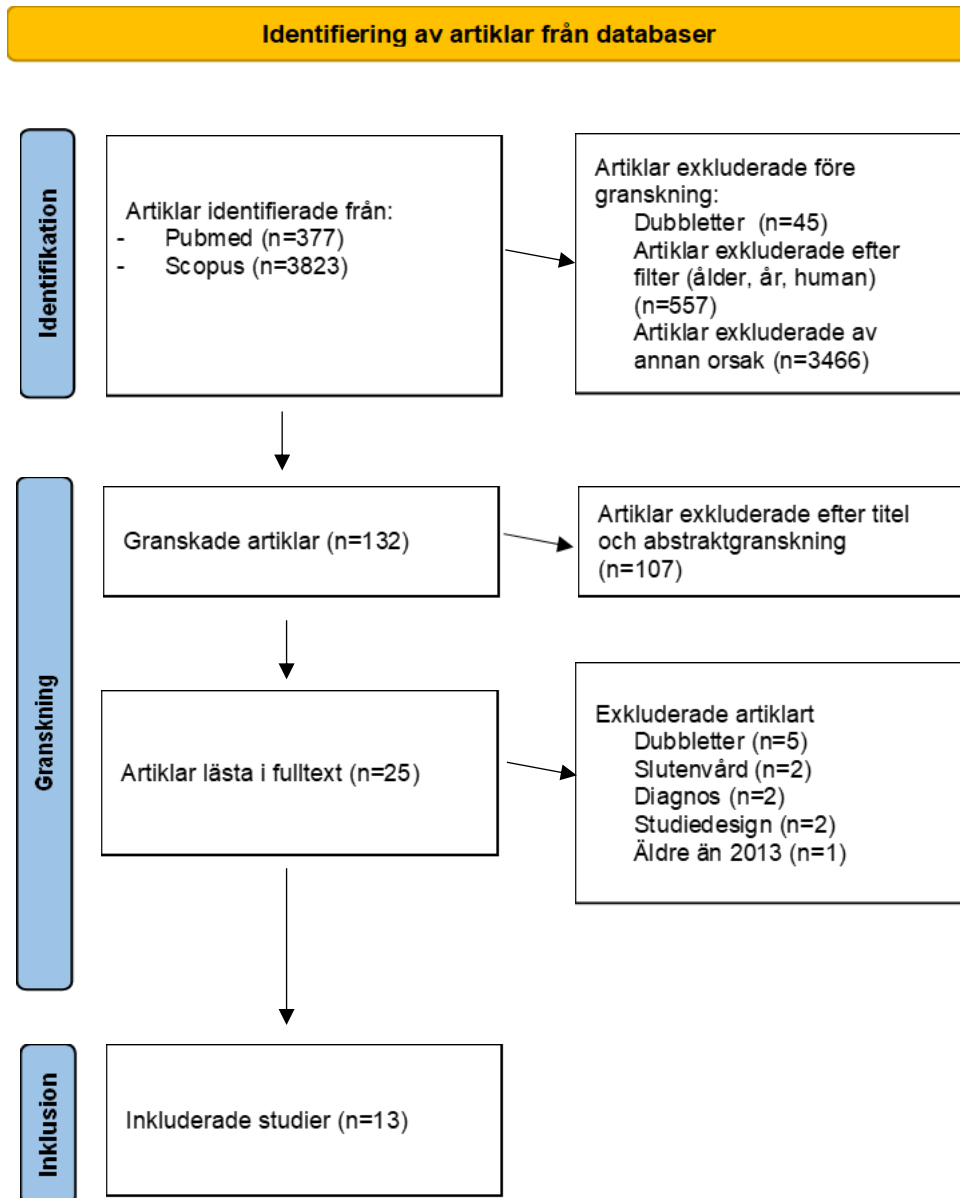 Identifiering av artiklar från databaser
Identifikation
Artiklar identifierade från:
- Pubmed (n=377)
- Scopus (n=3823)
Artiklar exkluderade före
granskning:
Dubbletter (n=45)
Artiklar exkluderade efter
filter (ålder, år, human)
(n=557)
Artiklar exkluderade av
annan orsak (n=3466)
Granskning
Granskade artiklar (n=132)
Artiklar exkluderade efter titel
och abstraktgranskning
(n=107)
Artiklar lästa i fulltext (n=25)
Exkluderade artiklart
Dubbletter (n=5)
Slutenvård (n=2)
Diagnos (n=2)
Studiedesign (n=2)
Äldre än 2013 (n=1)
Inklusion
Inkluderade studier (n=13)